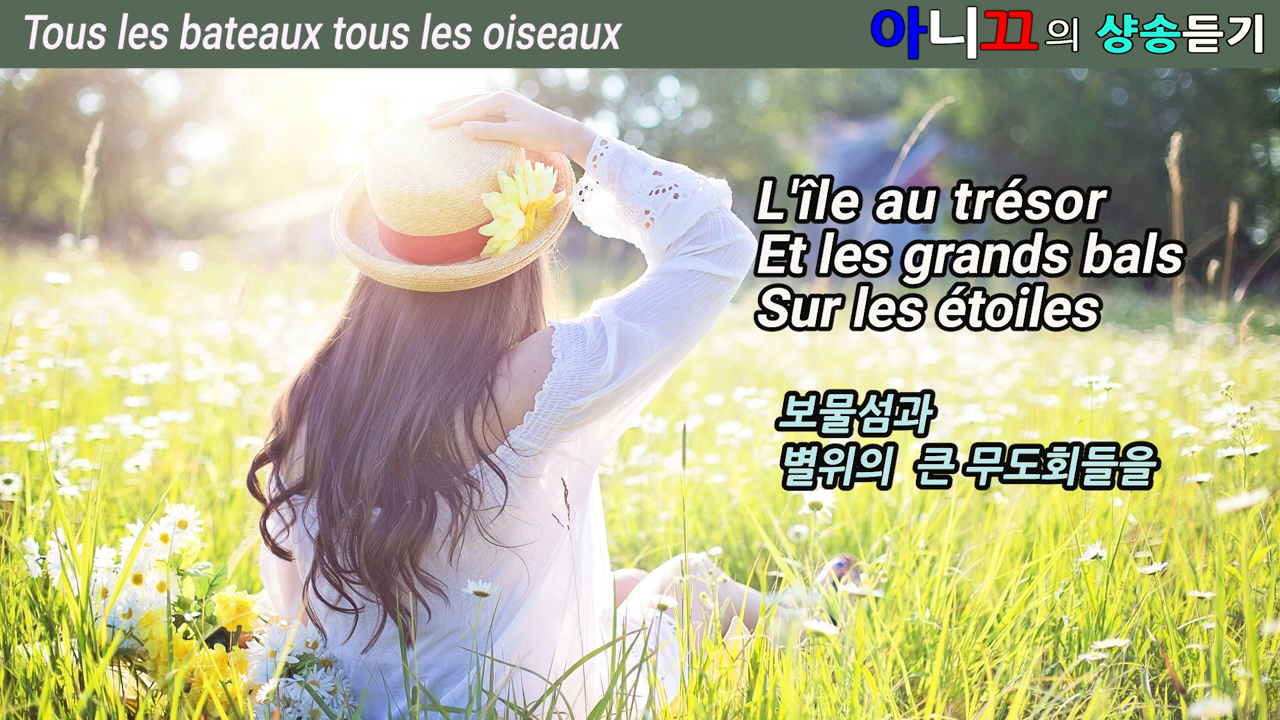 Tous les bateaux tous les oiseaux
아니끄의 샹송듣기
L'île au trésor
Et les grands bals
Sur les étoiles
보물섬과
별위의 큰 무도회들을